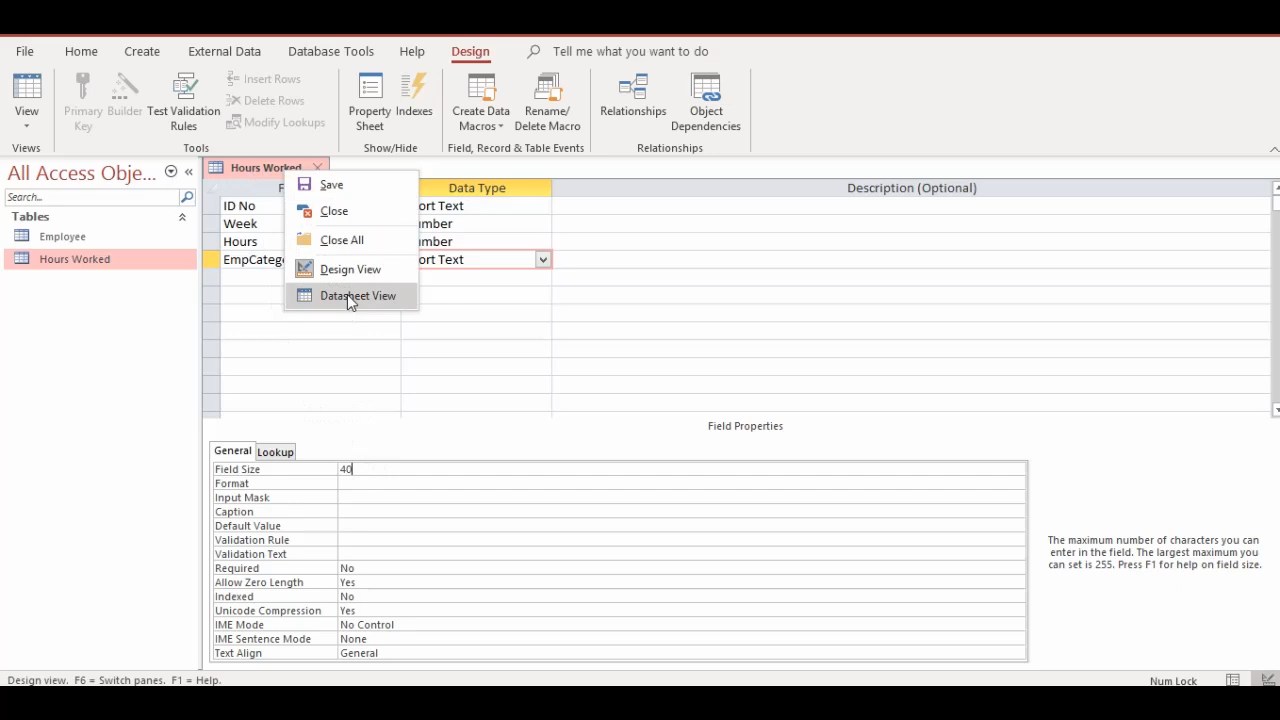 File Home Create External Data Database Tools Help Design Tell me what you want to do
View Primary Key Builder Test Validation Rules Insert Rows Delete Rows Modify Lookups Property Sheet Indexes Create Data Macros Rename/ Delete Macro Relationships Object Dependencies
Views Tools Show/Hide Field, Record & Table Events Relationships
All Access Obje...
Search...
Tables
Employee
Hours Worked
Hours Worked
Data Type Description (Optional)
ID No
Week
Hours
Save
Close
Close All
Design View
Datasheet View
Field Properties
General Lookup
Field Size 40
Format
Input Mask
Caption
Default Value
Validation Rule
Validation Text
Required No
Allow Zero Length Yes
Indexed No
Unicode Compression Yes
IME Mode No Control
IME Sentence Mode None
Text Align General
The maximum number of characters you
can enter in the field. The largest maximum you
can set is 255. Press F1 for help on field size.
Design view. F6 = Switch panes. F1 = Help. Num Lock